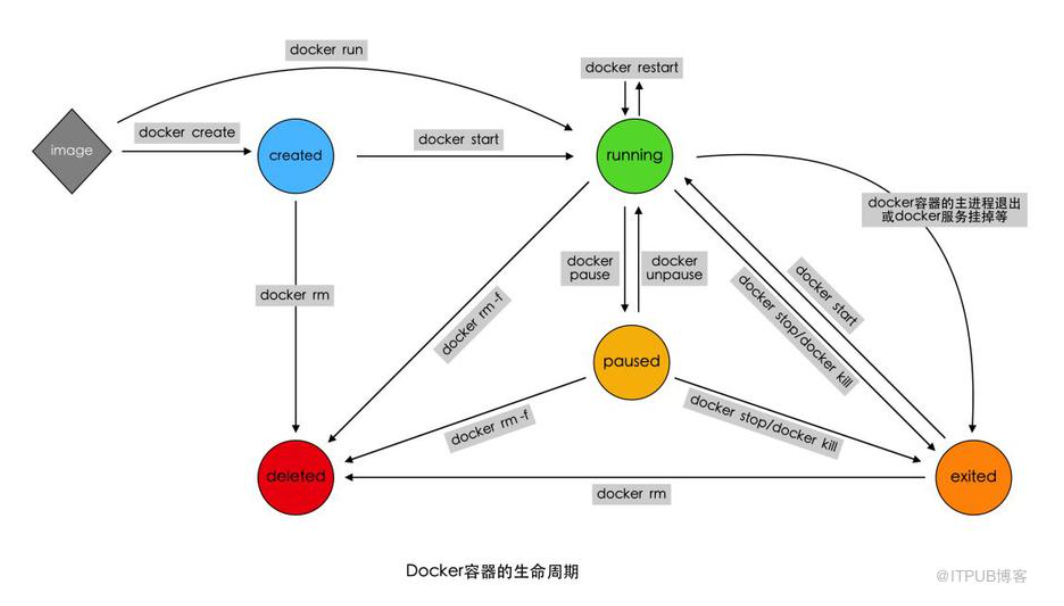 docker run
docker restart
docker create
docker start
image
created
running
docker容器的主进程退出
或docker服务挂掉等
docker
pause
docker
unpause
docker start
docker stop/docker kill
docker rm
docker rm -f
paused
docker rm -f
docker stop/docker kill
deleted
exited
docker rm
Docker容器的生命周期
@ITPUB博客